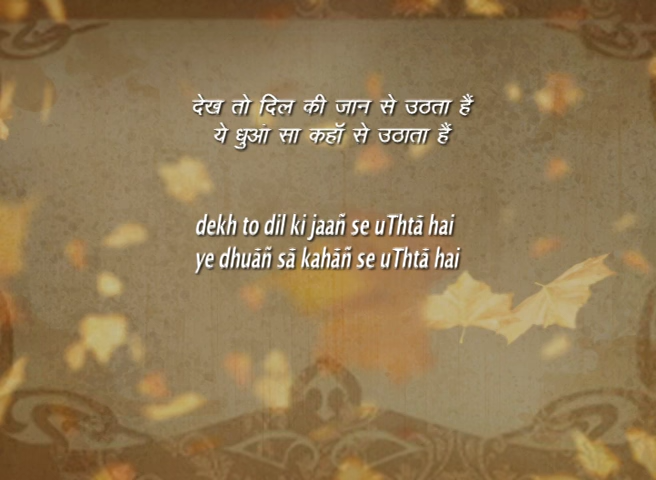 देख तो दिल की जान से उठता हैं
ये धुआं सा कहॉ से उठाता हैं
dekh to dil ki jaañ se uThtā hai
ye dhuāñ sā kahāñ se uThtā hai